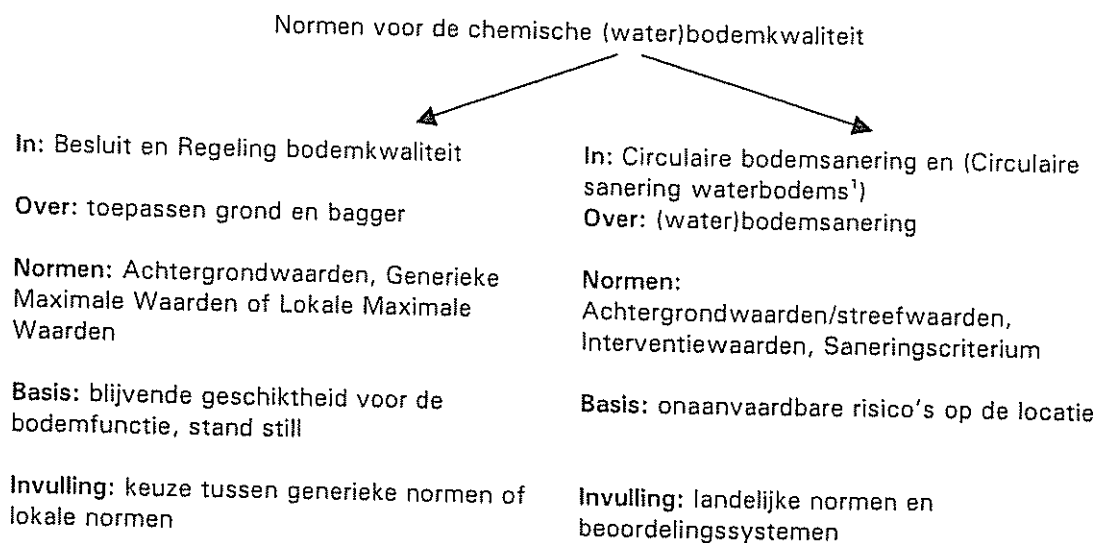 Normen voor de chemische (water)bodemkwaliteit
In: Besluit en Regeling bodemkwaliteit
Over: toepassen grond en bagger
Normen: Achtergrondwaarden, Generieke
Maximale Waarden of Lokale Maximale
Waarden
Basis: blijvende geschiktheid voor de
bodemfunctie, stand still
Invulling: keuze tussen generieke normen of
lokale normen
In: Circulaire bodemsanering en (Circulaire
sanering waterbodems¹)
Over: (water)bodemsanering
Normen:
Achtergrondwaarden/streefwaarden,
Interventiewaarden, Saneringscriterium
Basis: onaanvaardbare risico's op de locatie
Invulling: landelijke normen en
beoordelingssystemen